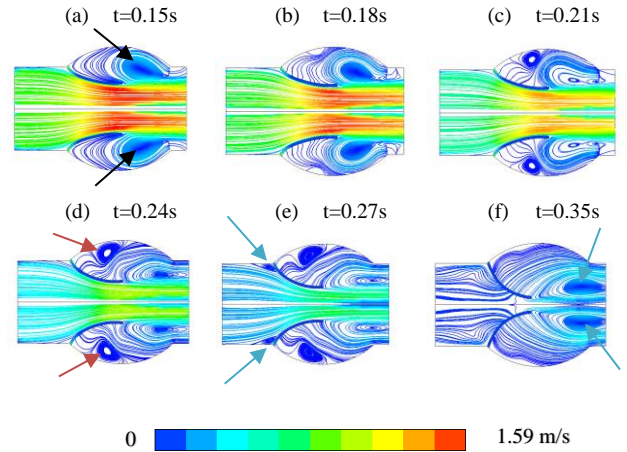 (a) t=0.15s (b) t=0.18s (c) t=0.21s
(d) t=0.24s (e) t=0.27s (f) t=0.35s
0 1.59 m/s